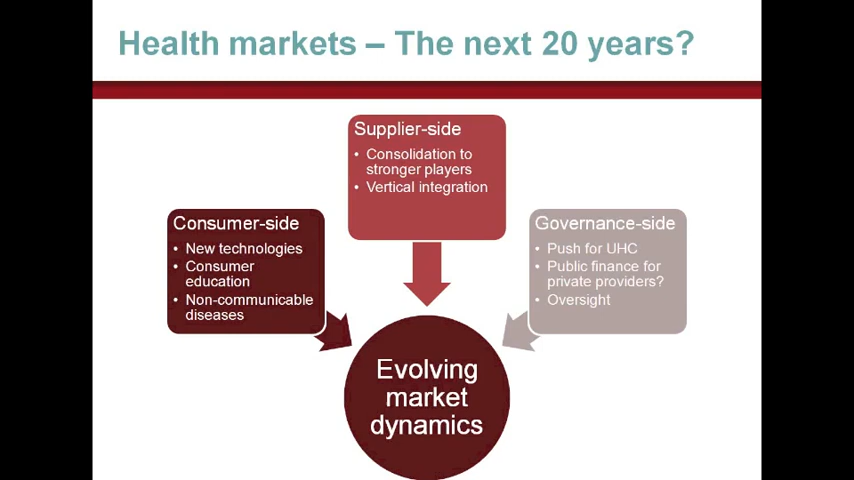 Health markets – The next 20 years?
Supplier-side
• Consolidation to
stronger players
• Vertical integration
Consumer-side
• New technologies
• Consumer
education
• Non-communicable
diseases
Governance-side
• Push for UHC
• Public finance for
private providers?
• Oversight
Evolving
market
dynamics